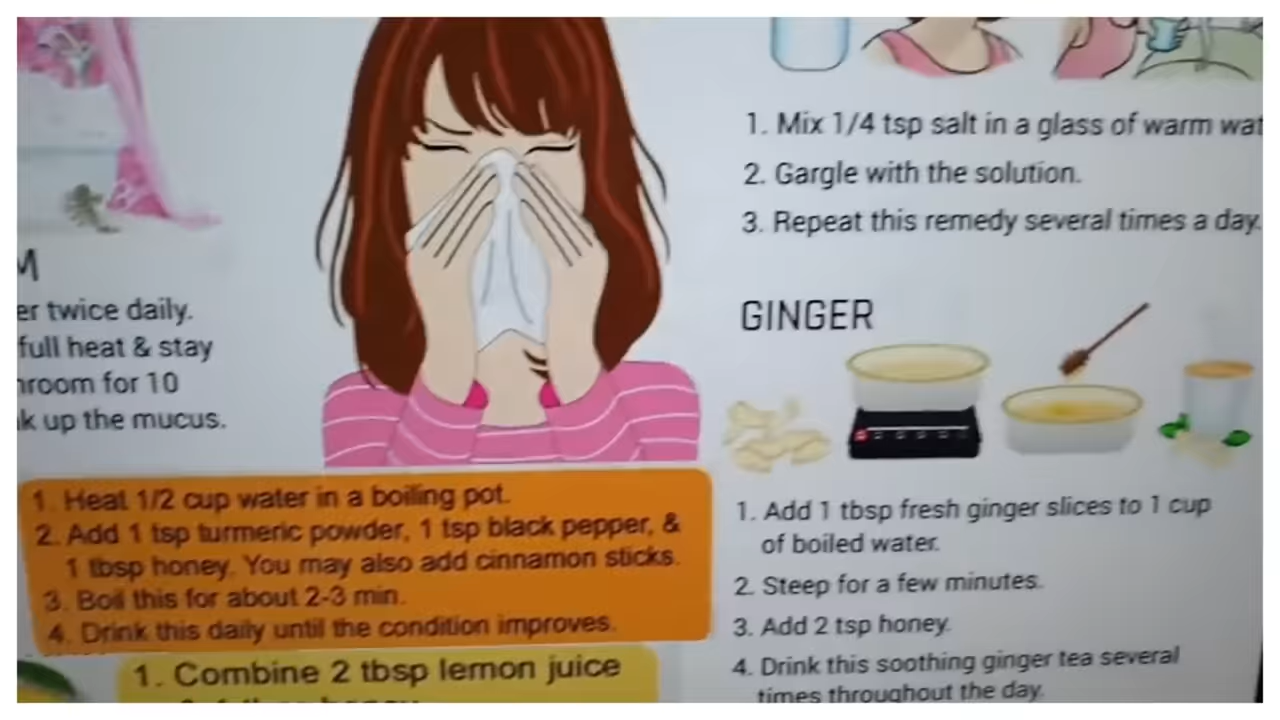 M
er twice daily.
full heat & stay
room for 10
k up the mucus.
1. Mix 1/4 tsp salt in a glass of warm wat
2. Gargle with the solution.
3. Repeat this remedy several times a day.
GINGER
1. Heat 1/2 cup water in a boiling pot.
2. Add 1 tsp turmeric powder, 1 tsp black pepper, &
1 tbsp honey. You may also add cinnamon sticks.
3. Boil this for about 2-3 min.
4. Drink this daily until the condition improves.
1. Combine 2 tbsp lemon juice
1. Add 1 tbsp fresh ginger slices to 1 cup
of boiled water.
2. Steep for a few minutes.
3. Add 2 tsp honey.
4. Drink this soothing ginger tea several
times throughout the day.